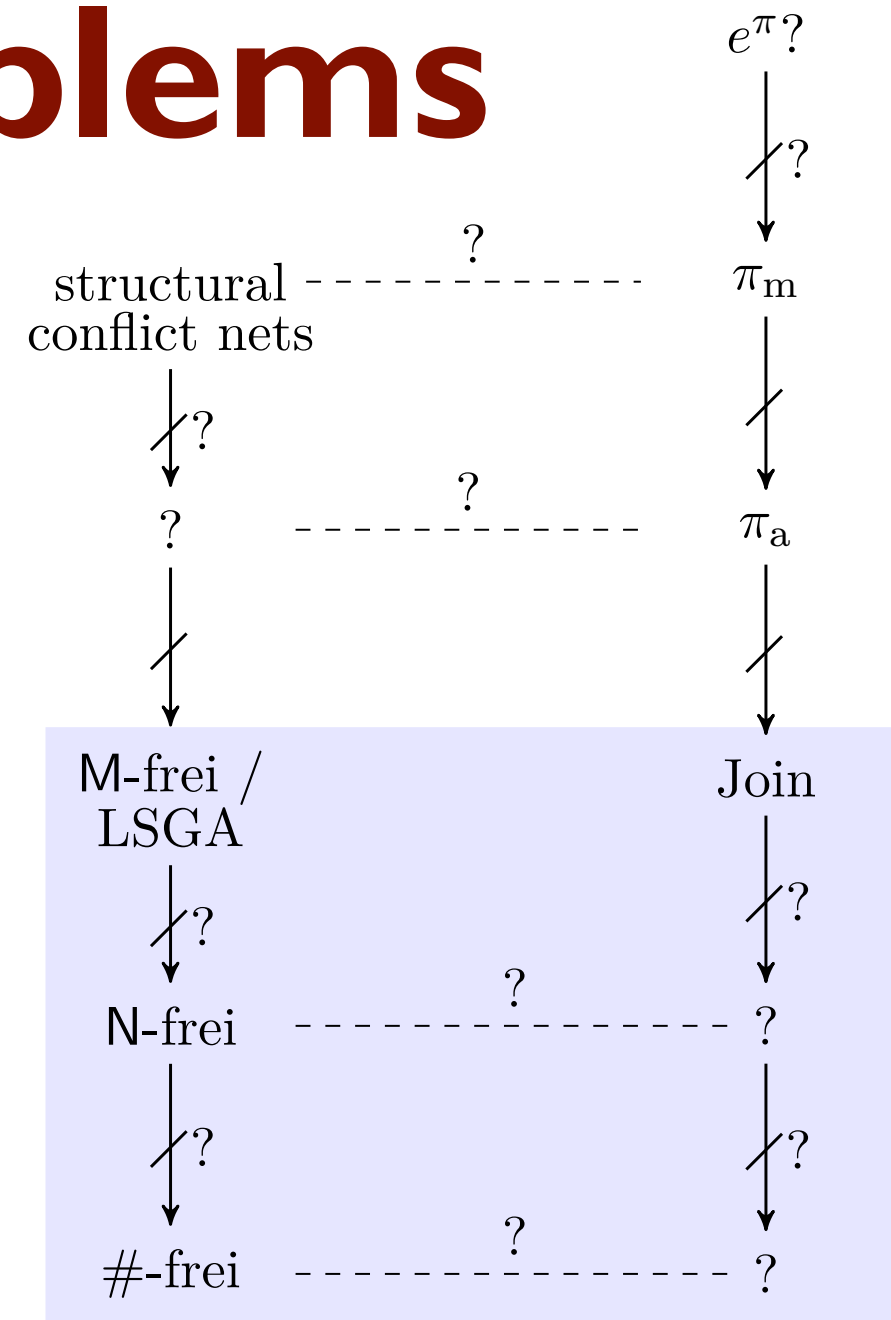 blems
e^π?
?
?
structural
π_m
conflict nets
?
?
?
π_a
M-frei /
Join
LSGA
?
?
?
N-frei
?
?
?
?
#-frei
?